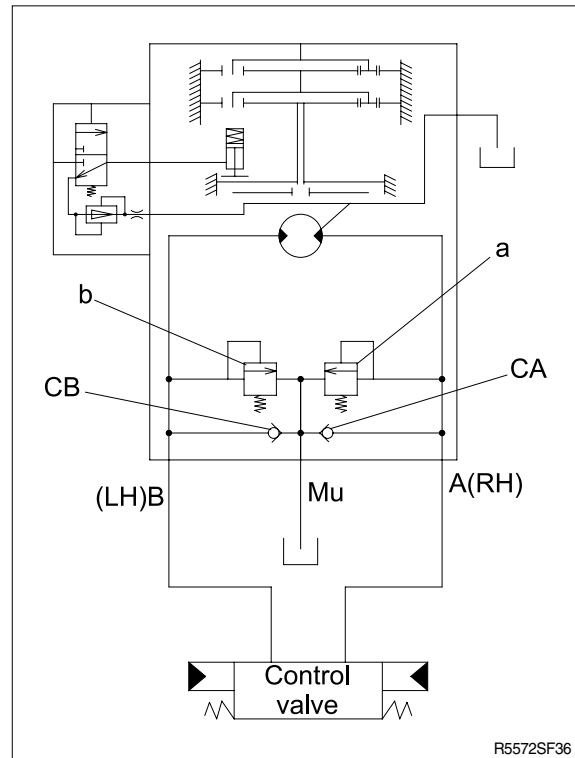 a
b
CB
CA
(LH)B
Mu
A(RH)
Control
valve
R5572SF36